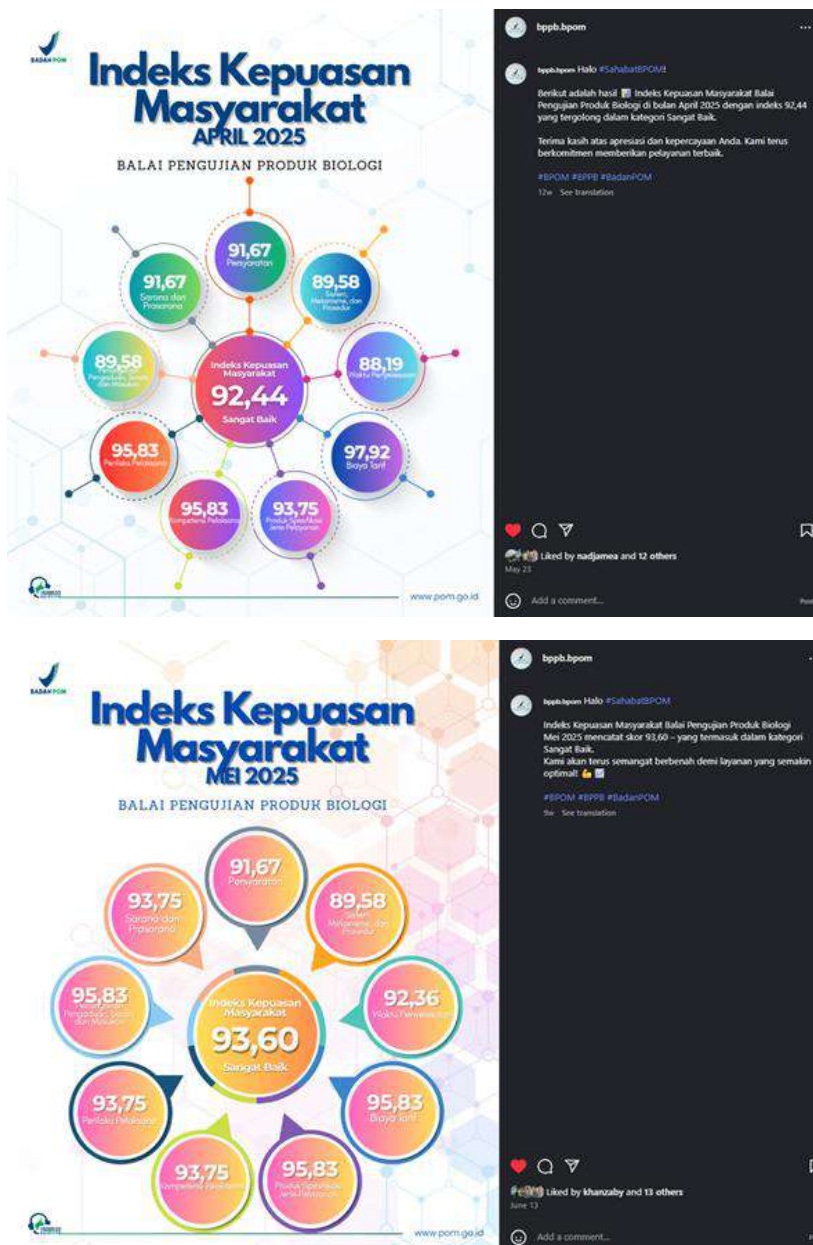 BADAN POM
Indeks Kepuasan
Masyarakat
APRIL 2025
BALAI PENGUJIAN PRODUK BIOLOGI
91,67
Persyaratan
91,67
Sarana dan
Prasarana
89,58
Sistem,
Mekanisme, dan
Prosedur
89,58
Pengaduan, Saran
dan Masukan
Indeks Kepuasan
Masyarakat
92,44
Sangat Baik
88,19
Waktu Penyelesaian
95,83
Perilaku Pelaksana
97,92
Biaya Tarif
95,83
Kompetensi Pelaksana
93,75
Produk Spesifikasi
Jenis Pelayanan
www.pom.go.id
bppb.bpom
bppb.bpom Halo #SahabatBPOM!
Berikut adalah hasil Indeks Kepuasan Masyarakat Balai
Pengujian Produk Biologi di bulan April 2025 dengan indeks 92,44
yang tergolong dalam kategori Sangat Baik.
Terima kasih atas apresiasi dan kepercayaan Anda. Kami terus
berkomitmen memberikan pelayanan terbaik.
#BPOM #BPPB #BadanPOM
12w See translation
Liked by nadjamea and 12 others
May 23
Add a comment...
Post
BADAN POM
Indeks Kepuasan
Masyarakat
MEI 2025
BALAI PENGUJIAN PRODUK BIOLOGI
91,67
Persyaratan
93,75
Sarana dan
Prasarana
89,58
Sistem,
Mekanisme, dan
Prosedur
95,83
Pengaduan, Saran
dan Masukan
Indeks Kepuasan
Masyarakat
93,60
Sangat Baik
92,36
Waktu Penyelesaian
93,75
Perilaku Pelaksana
95,83
Biaya Tarif
93,75
Kompetensi Pelaksana
95,83
Produk Spesifikasi
Jenis Pelayanan
www.pom.go.id
bppb.bpom
bppb.bpom Halo #SahabatBPOM
Indeks Kepuasan Masyarakat Balai Pengujian Produk Biologi
Mei 2025 mencatat skor 93,60 – yang termasuk dalam kategori
Sangat Baik.
Kami akan terus semangat berbenah demi layanan yang semakin
optimal! 💪
#BPOM #BPPB #BadanPOM
9w See translation
Liked by khanzaby and 13 others
June 13
Add a comment...